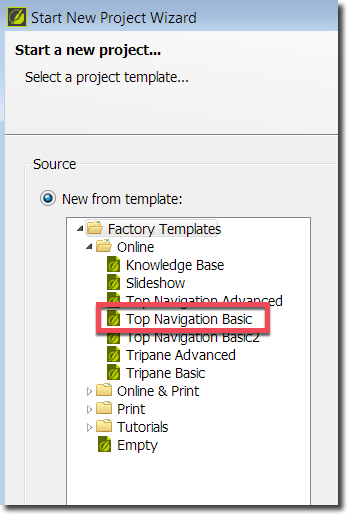 Start New Project Wizard
Start a new project...
Select a project template...
Source
New from template:
Factory Templates
Online
Knowledge Base
Slideshow
Top Navigation Advanced
Top Navigation Basic
Top Navigation Basic2
Tripane Advanced
Tripane Basic
Online & Print
Print
Tutorials
Empty